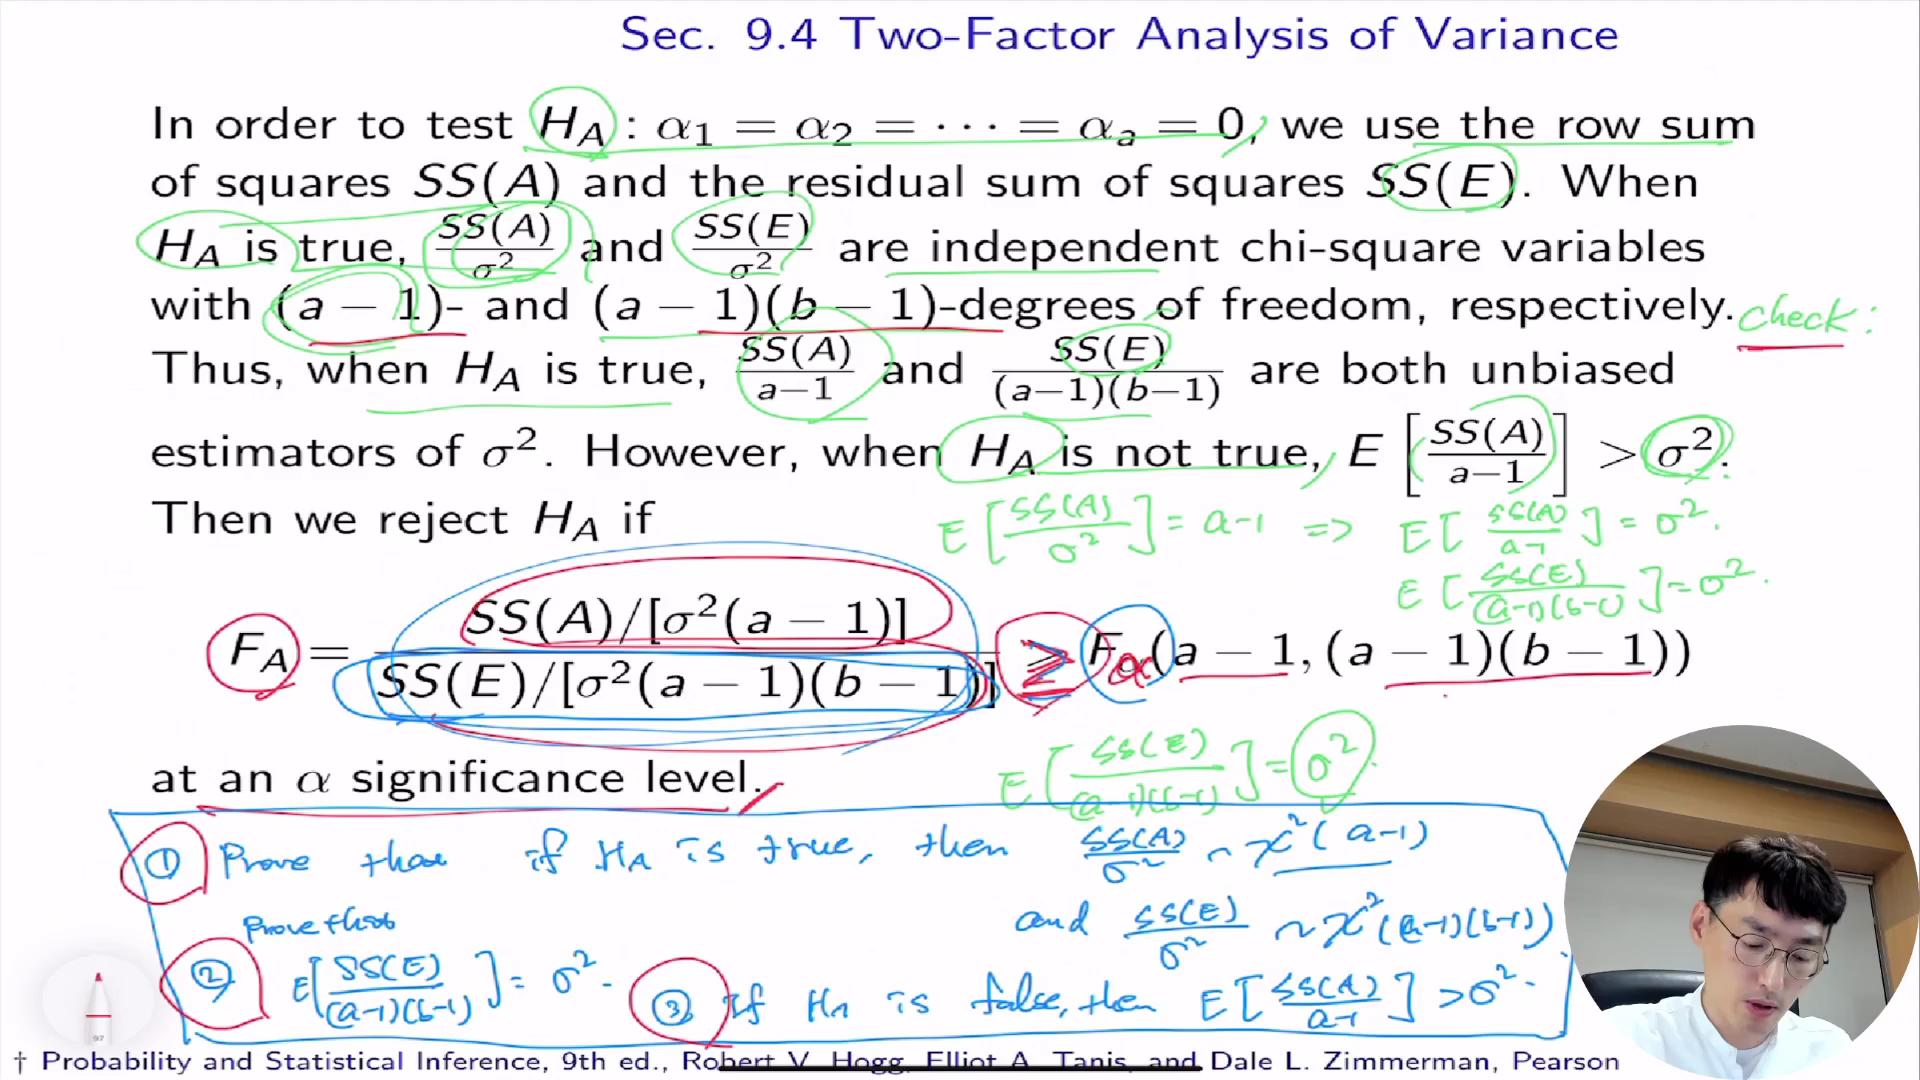 Sec. 9.4 Two-Factor Analysis of Variance
In order to test H_A : α₁ = α₂ = ⋯ = αₐ = 0, we use the row sum
of squares SS(A) and the residual sum of squares SS(E). When
H_A is true, SS(A)/σ² and SS(E)/σ² are independent chi-square variables
with (a − 1)- and (a − 1)(b − 1)-degrees of freedom, respectively. check:
Thus, when H_A is true, SS(A)/(a−1) and SS(E)/((a−1)(b−1)) are both unbiased
estimators of σ². However, when H_A is not true, E[SS(A)/(a−1)] > σ².
Then we reject H_A if
E[SS(A)/σ²] = a-1 => E[SS(A)/(a-1)] = σ².
E[SS(E)/((a-1)(b-1))] = σ².
F_A = (SS(A)/[σ²(a − 1)]) / (SS(E)/[σ²(a − 1)(b − 1)]) ≥ F_α(a − 1, (a − 1)(b − 1))
E[SS(E)/((a-1)(b-1))] = σ².
at an α significance level.
① Prove that if H_A is true, then SS(A)/σ² ~ χ²(a-1)
and SS(E)/σ² ~ χ²((a-1)(b-1))
Prove that
② E[SS(E)/((a-1)(b-1))] = σ². ③ If H_A is false, then E[SS(A)/(a-1)] > σ².
97
† Probability and Statistical Inference, 9th ed., Robert V. Hogg, Elliot A. Tanis, and Dale L. Zimmerman, Pearson